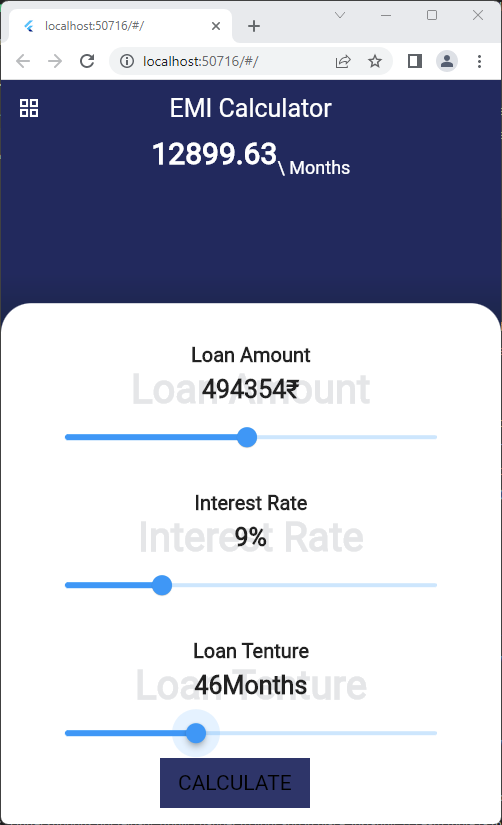 localhost:50716/#/
localhost:50716/#/
EMI Calculator
12899.63\ Months
Loan Amount
Loan Amount
494354₹
Interest Rate
Interest Rate
9%
Loan Tenture
Loan Tenture
46Months
CALCULATE